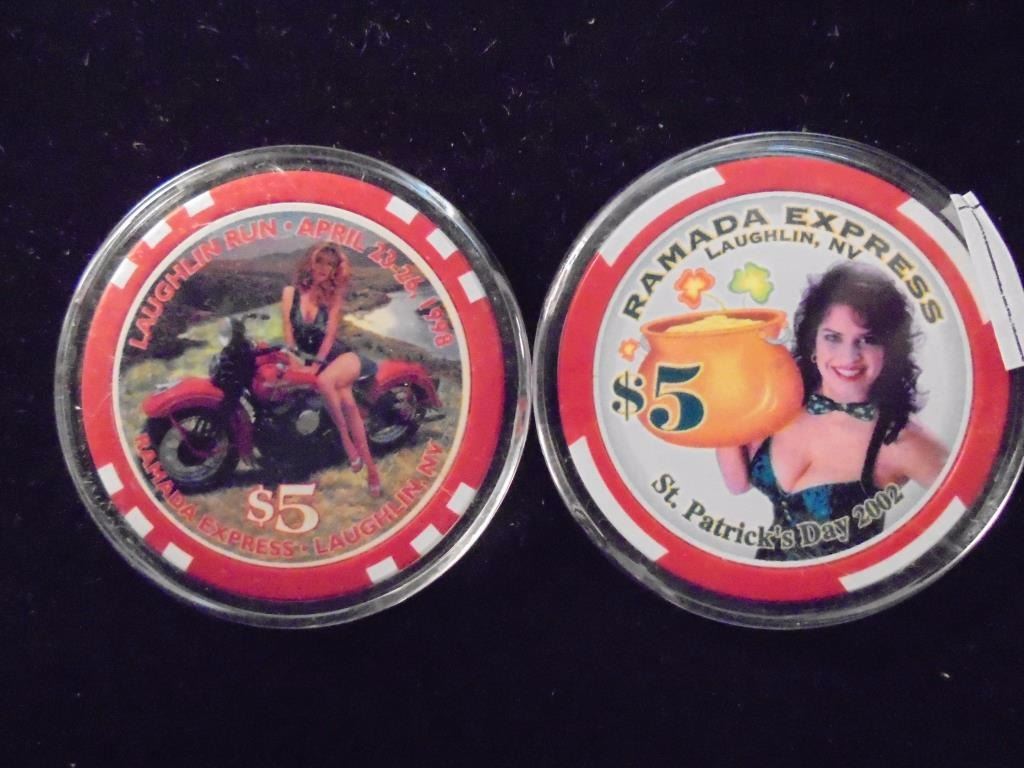 LAUGHLIN RUN · APRIL 23-26, 1998
$5
RAMADA EXPRESS · LAUGHLIN, NV
RAMADA EXPRESS
LAUGHLIN, NV
$5
St. Patrick's Day 2002